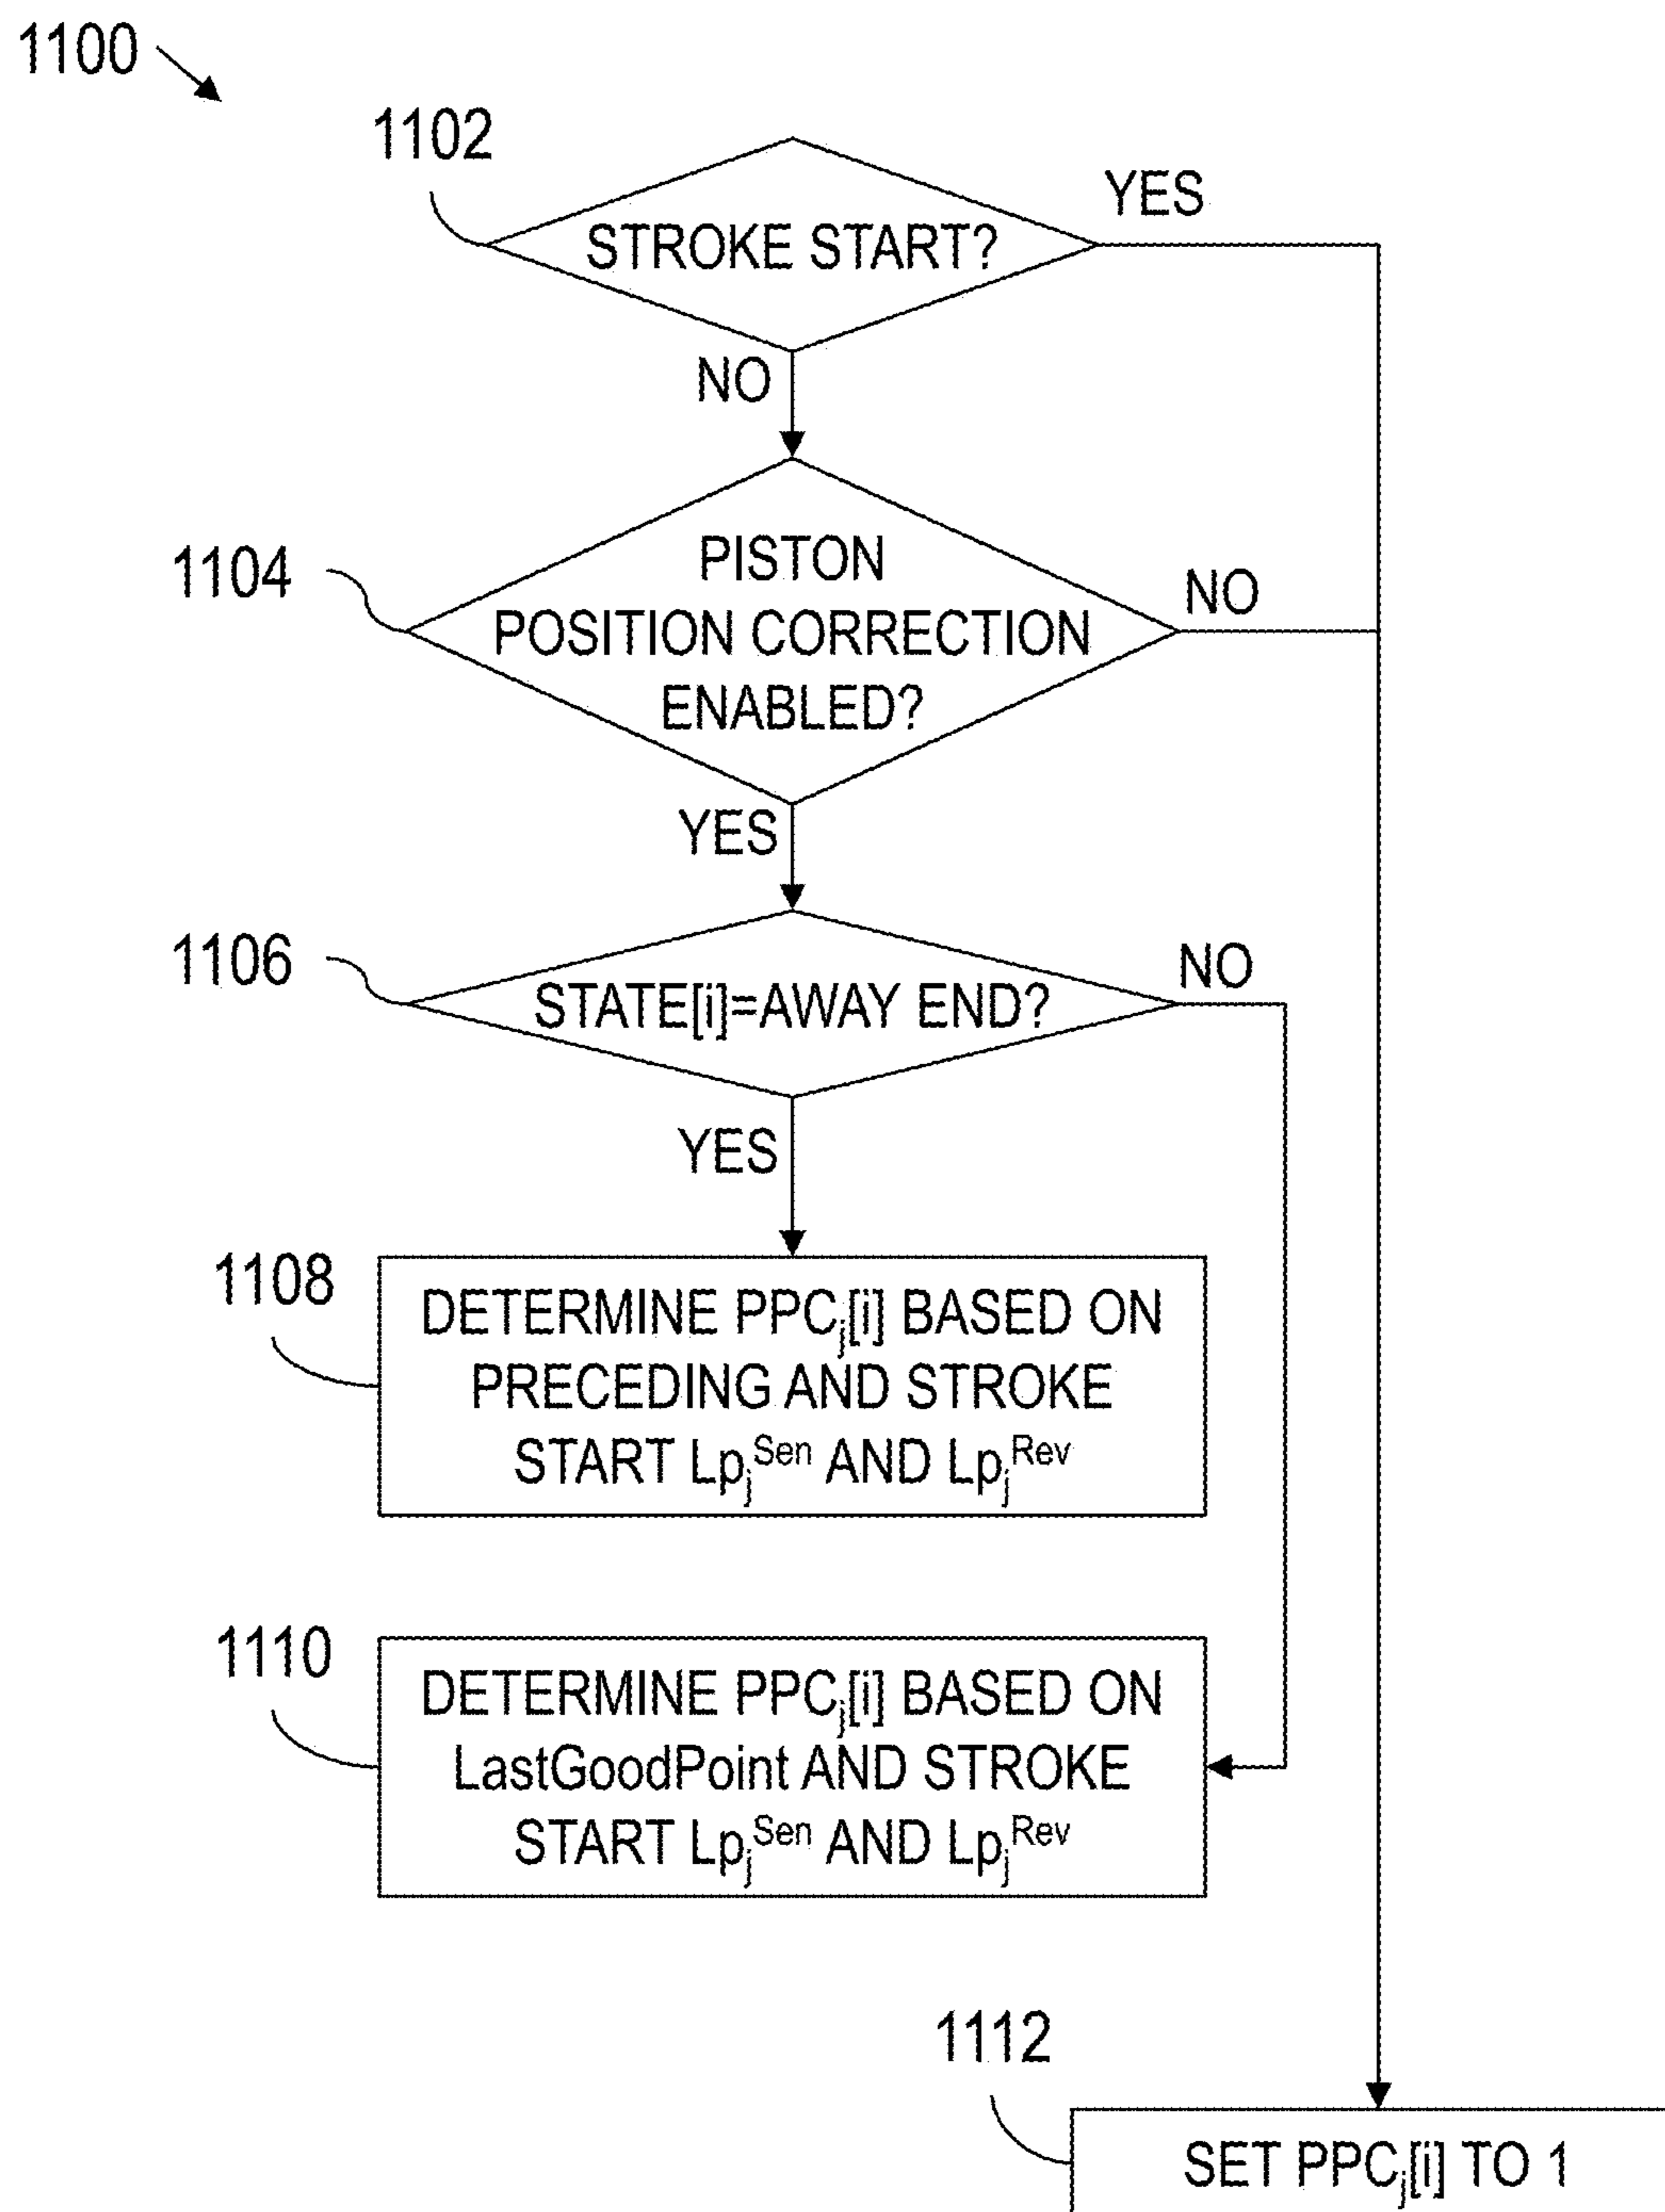 1100
1102
YES
STROKE START?
NO
1104
PISTON
POSITION CORRECTION
ENABLED?
NO
YES
1106
NO
STATE[i]=AWAY END?
YES
1108
DETERMINE PPCj[i] BASED ON
PRECEDING AND STROKE
START Lpj^Sen AND Lpj^Rev
1110
DETERMINE PPCj[i] BASED ON
LastGoodPoint AND STROKE
START Lpj^Sen AND Lpj^Rev
1112
SET PPCj[i] TO 1